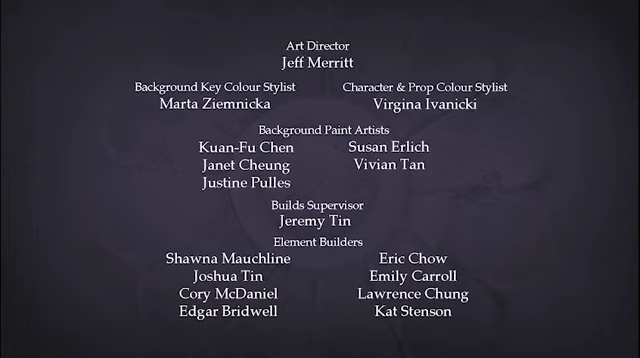 Art Director
Jeff Merritt
Background Key Colour Stylist
Marta Ziemnicka
Character & Prop Colour Stylist
Virgina Ivanicki
Background Paint Artists
Kuan-Fu Chen
Susan Erlich
Janet Cheung
Vivian Tan
Justine Pulles
Builds Supervisor
Jeremy Tin
Element Builders
Shawna Mauchline
Eric Chow
Joshua Tin
Emily Carroll
Cory McDaniel
Lawrence Chung
Edgar Bridwell
Kat Stenson